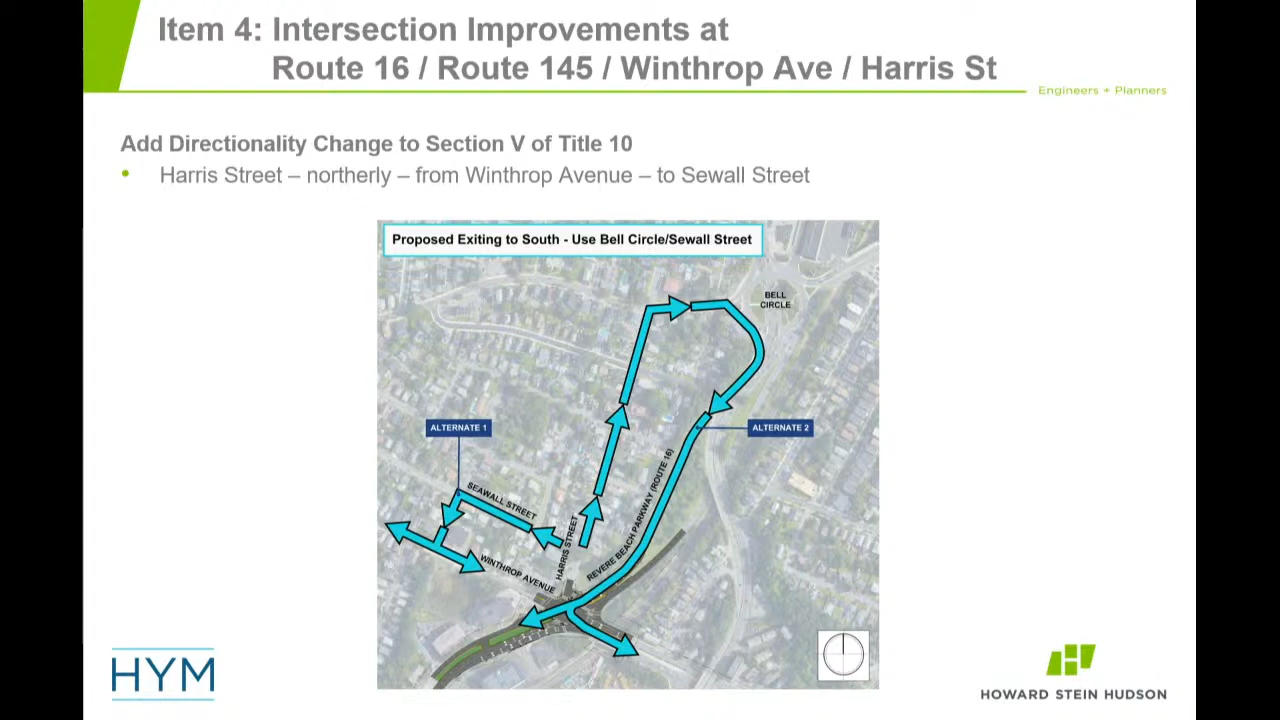 Item 4: Intersection Improvements at
Route 16 / Route 145 / Winthrop Ave / Harris St
Engineers + Planners
Add Directionality Change to Section V of Title 10
• Harris Street – northerly – from Winthrop Avenue – to Sewall Street
Proposed Exiting to South - Use Bell Circle/Sewall Street
BELL
CIRCLE
ALTERNATE 1
ALTERNATE 2
SEAWALL STREET
HARRIS STREET
REVERE BEACH PARKWAY (ROUTE 16)
WINTHROP AVENUE
HYM
HOWARD STEIN HUDSON